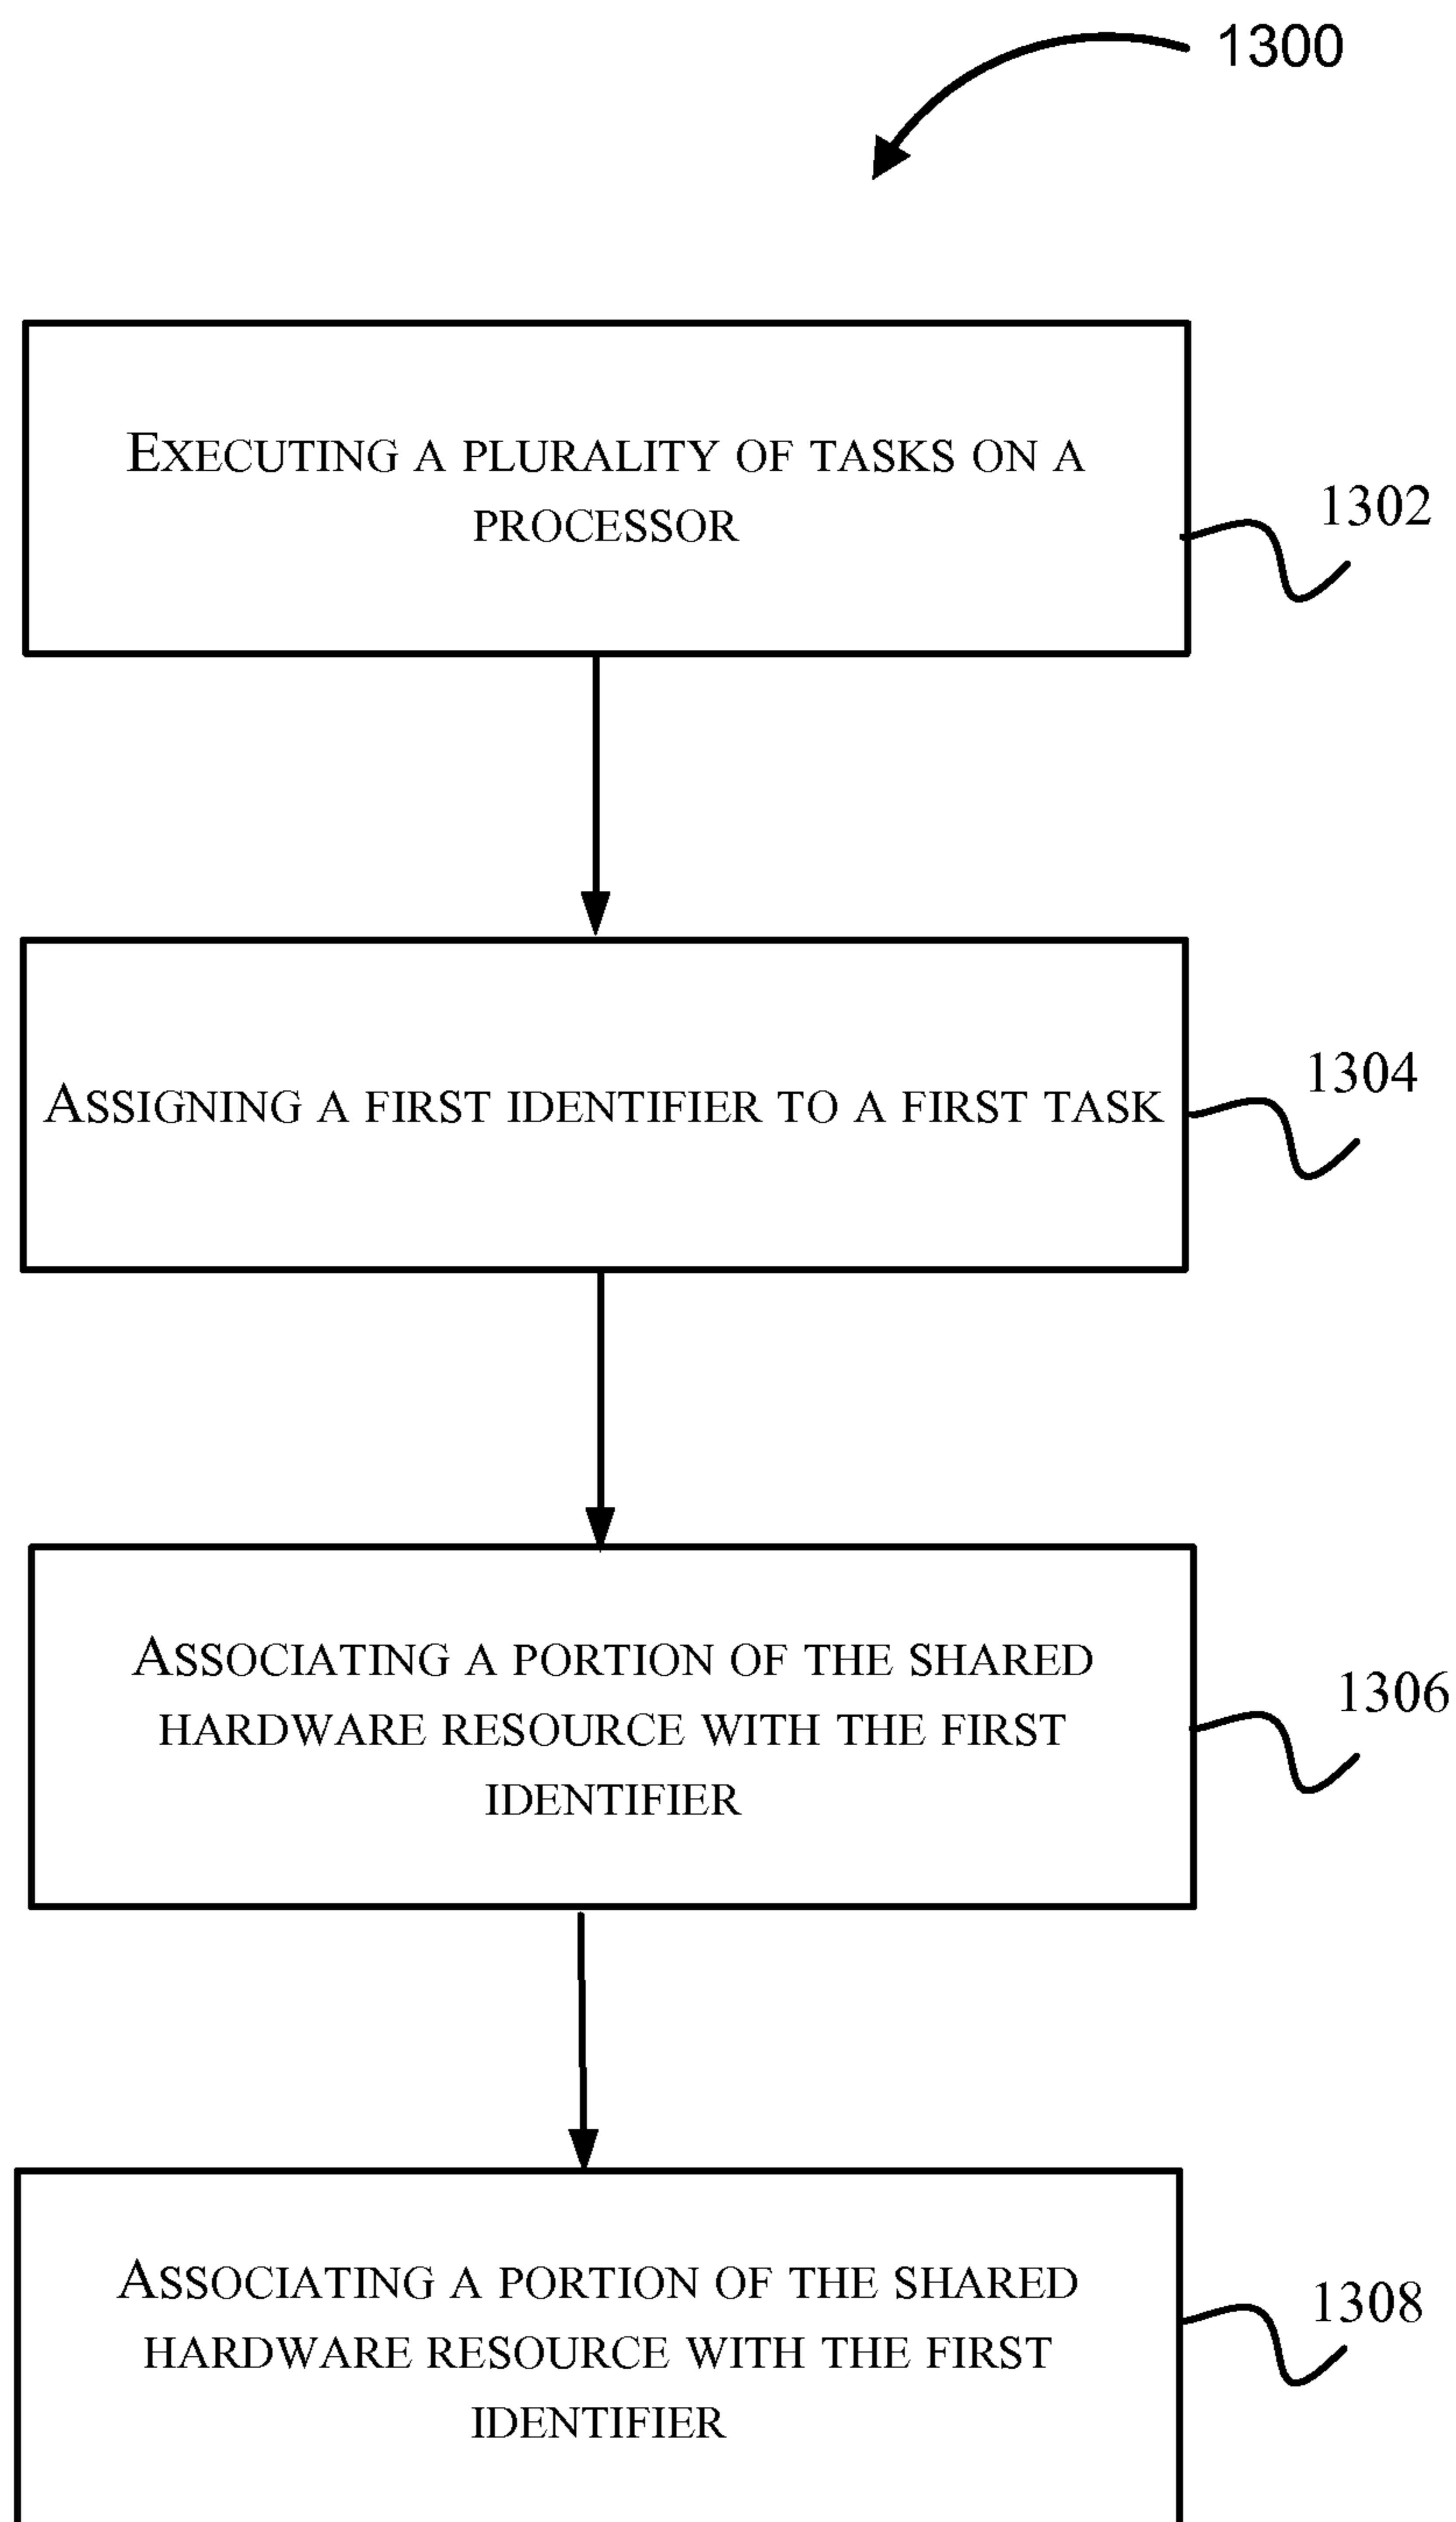 1300
EXECUTING A PLURALITY OF TASKS ON A
PROCESSOR
1302
ASSIGNING A FIRST IDENTIFIER TO A FIRST TASK
1304
ASSOCIATING A PORTION OF THE SHARED
HARDWARE RESOURCE WITH THE FIRST
IDENTIFIER
1306
ASSOCIATING A PORTION OF THE SHARED
HARDWARE RESOURCE WITH THE FIRST
IDENTIFIER
1308